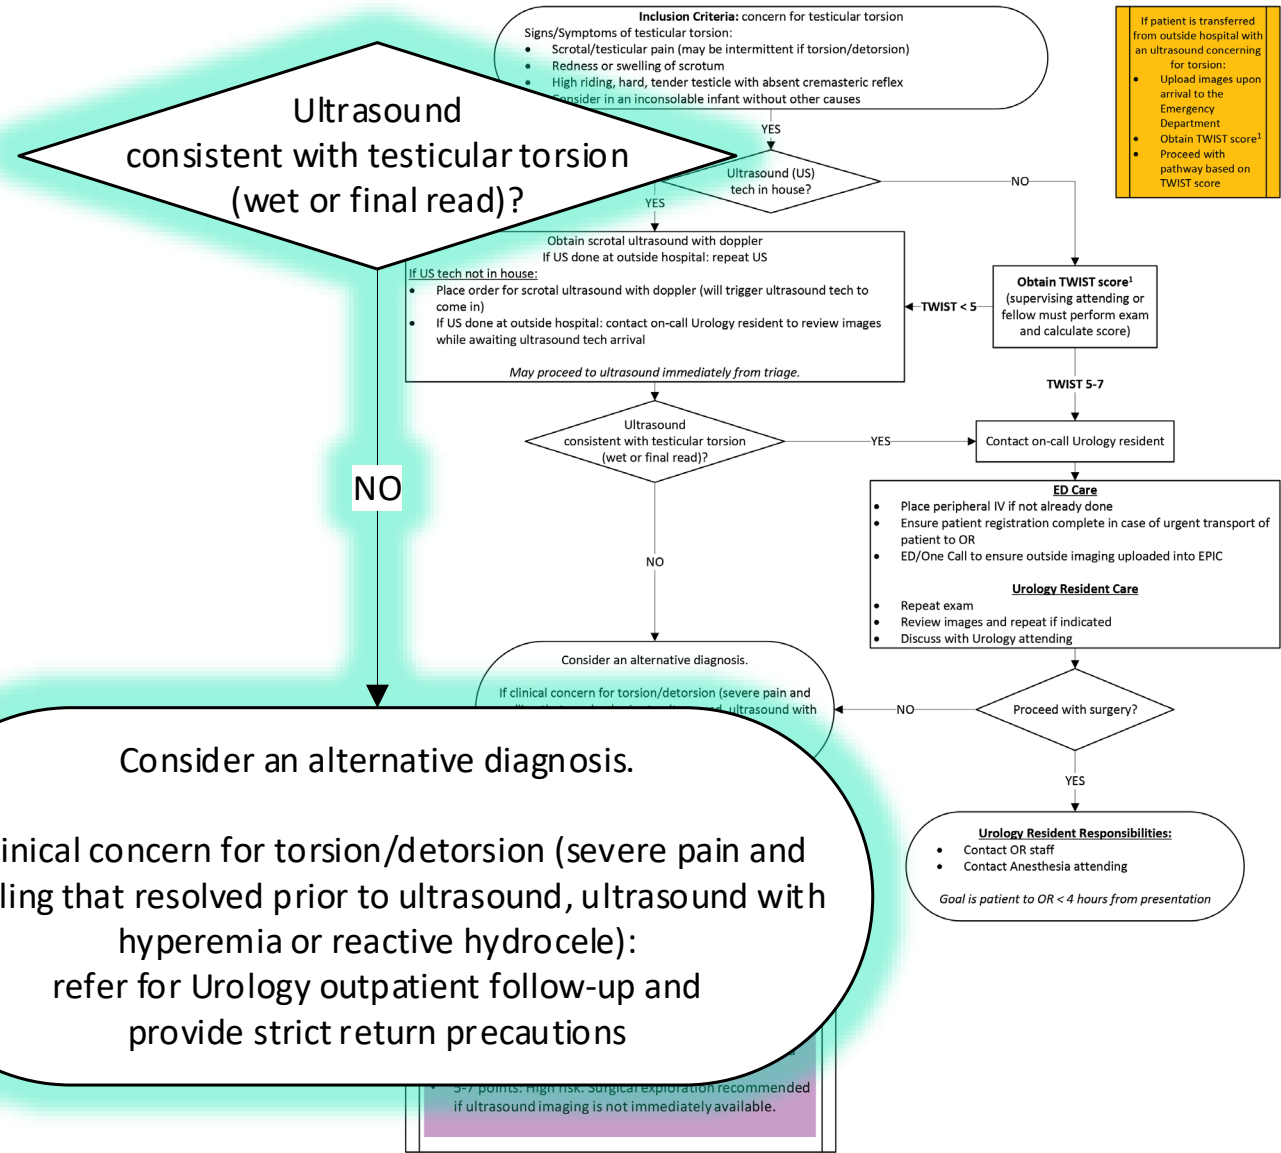 Inclusion Criteria: concern for testicular torsion
Signs/Symptoms of testicular torsion:
• Scrotal/testicular pain (may be intermittent if torsion/detorsion)
• Redness or swelling of scrotum
• High riding, hard, tender testicle with absent cremasteric reflex
Consider in an inconsolable infant without other causes
If patient is transferred
from outside hospital with
an ultrasound concerning
for torsion:
• Upload images upon
arrival to the
Emergency
Department
• Obtain TWIST score1
• Proceed with
pathway based on
TWIST score
Ultrasound
consistent with testicular torsion
(wet or final read)?
YES
Ultrasound (US)
tech in house?
NO
YES
Obtain scrotal ultrasound with doppler
If US done at outside hospital: repeat US
If US tech not in house:
• Place order for scrotal ultrasound with doppler (will trigger ultrasound tech to
come in)
• If US done at outside hospital: contact on-call Urology resident to review images
while awaiting ultrasound tech arrival
May proceed to ultrasound immediately from triage.
TWIST < 5
Obtain TWIST score1
(supervising attending or
fellow must perform exam
and calculate score)
TWIST 5-7
Ultrasound
consistent with testicular torsion
(wet or final read)?
YES
Contact on-call Urology resident
NO
NO
ED Care
• Place peripheral IV if not already done
• Ensure patient registration complete in case of urgent transport of
patient to OR
• ED/One Call to ensure outside imaging uploaded into EPIC
Urology Resident Care
• Repeat exam
• Review images and repeat if indicated
• Discuss with Urology attending
Consider an alternative diagnosis.
If clinical concern for torsion/detorsion (severe pain and
ultrasound, ultrasound with
NO
Proceed with surgery?
YES
Urology Resident Responsibilities:
• Contact OR staff
• Contact Anesthesia attending
Goal is patient to OR < 4 hours from presentation
Consider an alternative diagnosis.
concern for torsion/detorsion (severe pain and
that resolved prior to ultrasound, ultrasound with
hyperemia or reactive hydrocele):
refer for Urology outpatient follow-up and
provide strict return precautions
• 5-7 points: High risk. Surgical exploration recommended
if ultrasound imaging is not immediately available.